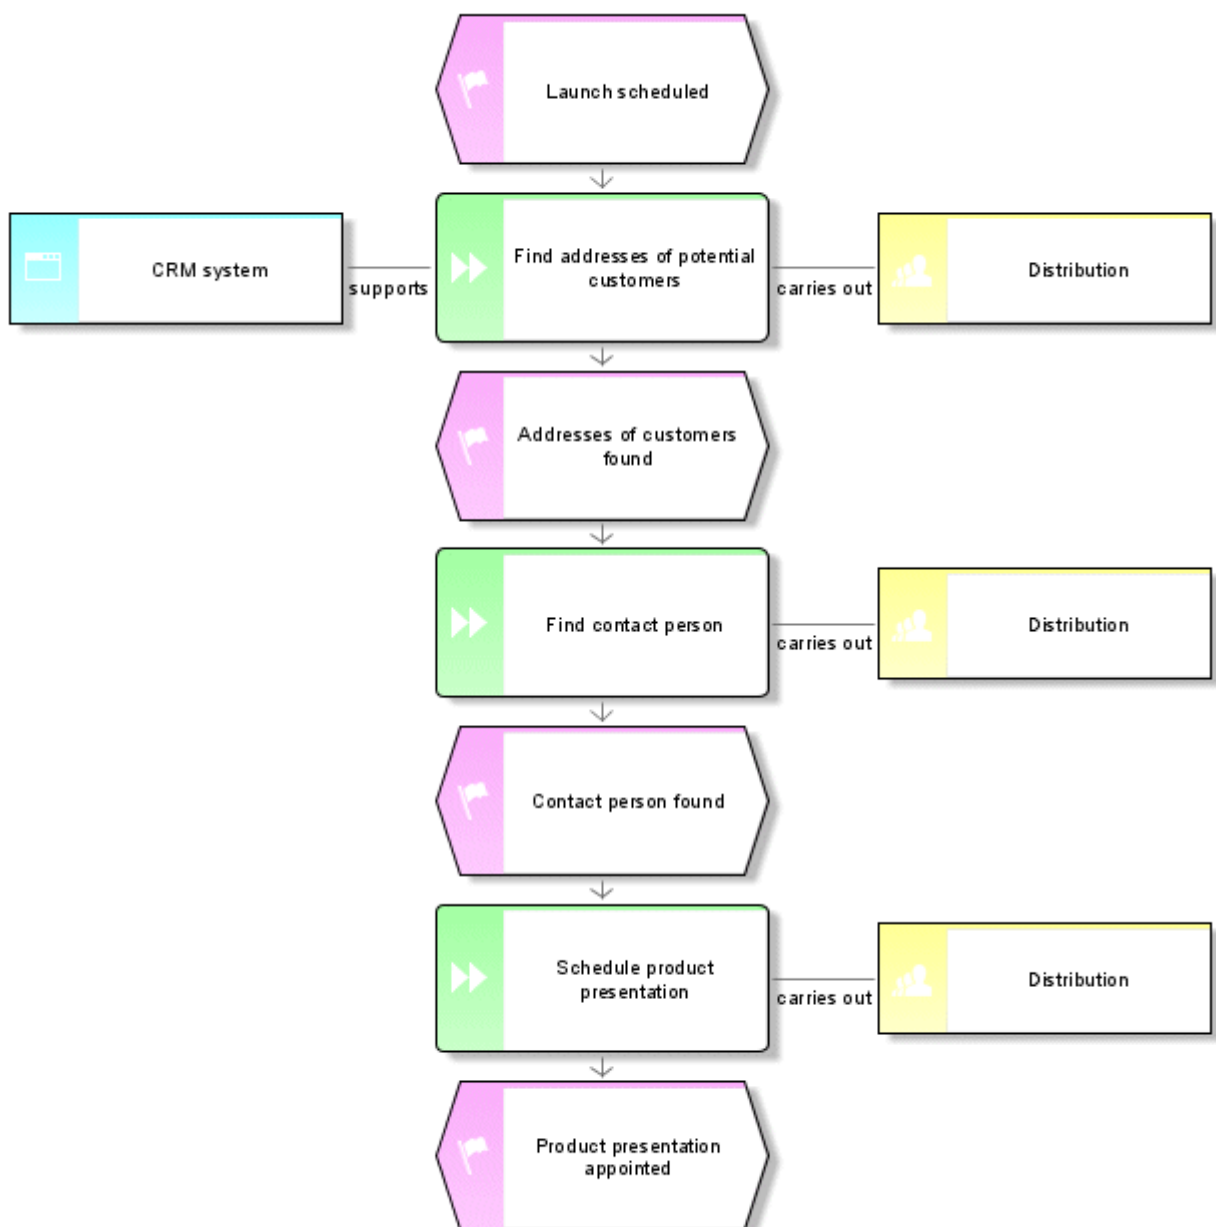 Launch scheduled
CRM system
supports
Find addresses of potential
customers
carries out
Distribution
Addresses of customers
found
Find contact person
carries out
Distribution
Contact person found
Schedule product
presentation
carries out
Distribution
Product presentation
appointed